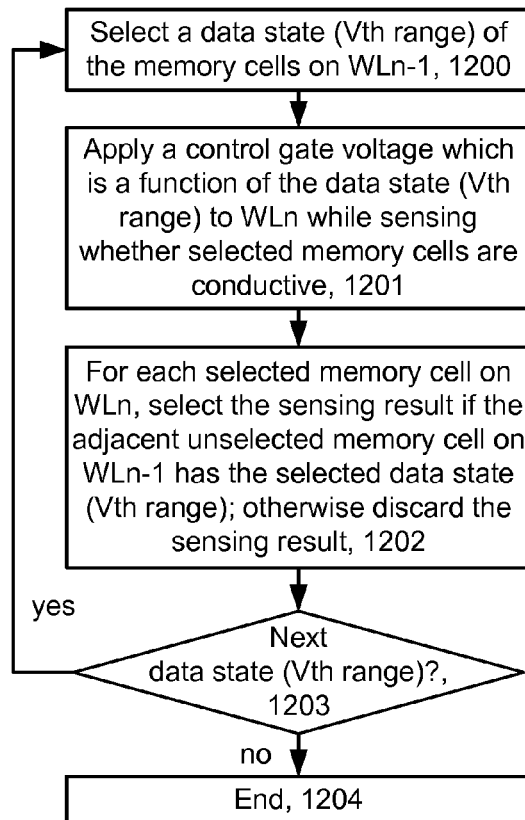 Select a data state (Vth range) of
the memory cells on WLn-1, 1200
Apply a control gate voltage which
is a function of the data state (Vth
range) to WLn while sensing
whether selected memory cells are
conductive, 1201
For each selected memory cell on
WLn, select the sensing result if the
adjacent unselected memory cell on
WLn-1 has the selected data state
(Vth range); otherwise discard the
sensing result, 1202
yes
Next
data state (Vth range)?,
1203
no
End, 1204